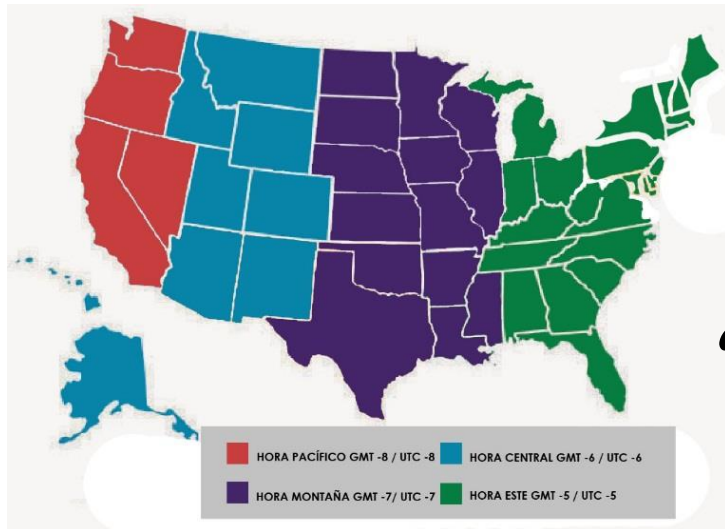 HORA PACÍFICO GMT -8 / UTC -8
HORA CENTRAL GMT -6 / UTC -6
HORA MONTAÑA GMT -7/ UTC -7
HORA ESTE GMT -5 / UTC -5